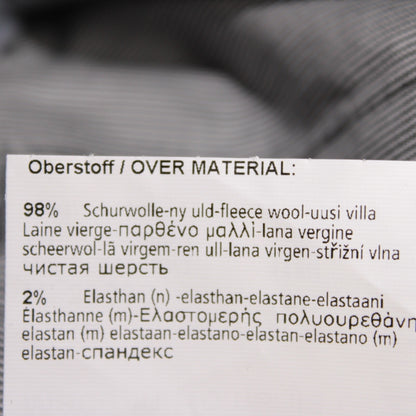 Oberstoff / OVER MATERIAL:
98% Schurwolle-ny uld-fleece wool-uusi villa
Laine vierge-παρθένο μαλλί-lana vergine
scheerwol-lã virgem-ren ull-lana virgen-střižní vlna
чистая шерсть
2% Elasthan (n) -elasthan-elastane-elastaani
Élasthanne (m)-Ελαστομερής πολυουρεθάνη
elastan (m) elastaan-elastano-elastan-elastano (m)
elastan-спандекс